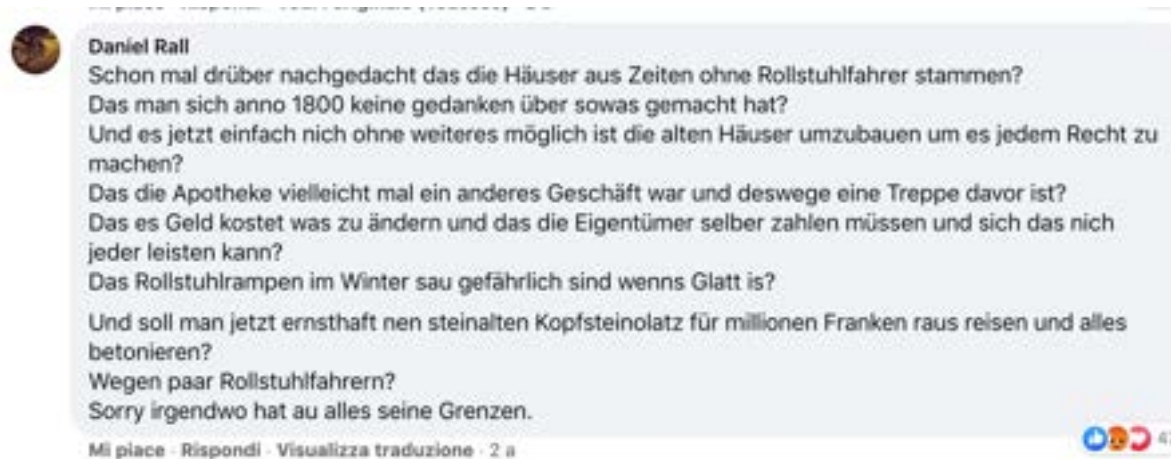 Daniel Rall
Schon mal drüber nachgedacht das die Häuser aus Zeiten ohne Rollstuhlfahrer stammen?
Das man sich anno 1800 keine gedanken über sowas gemacht hat?
Und es jetzt einfach nich ohne weiteres möglich ist die alten Häuser umzubauen um es jedem Recht zu
machen?
Das die Apotheke vielleicht mal ein anderes Geschäft war und deswege eine Treppe davor ist?
Das es Geld kostet was zu ändern und das die Eigentümer selber zahlen müssen und sich das nich
jeder leisten kann?
Das Rollstuhlrampen im Winter sau gefährlich sind wenns Glatt is?
Und soll man jetzt ernsthaft nen steinalten Kopfsteinolatz für millionen Franken raus reisen und alles
betonieren?
Wegen paar Rollstuhlfahrern?
Sorry irgendwo hat au alles seine Grenzen.
Mi piace · Rispondi · Visualizza traduzione · 2 a